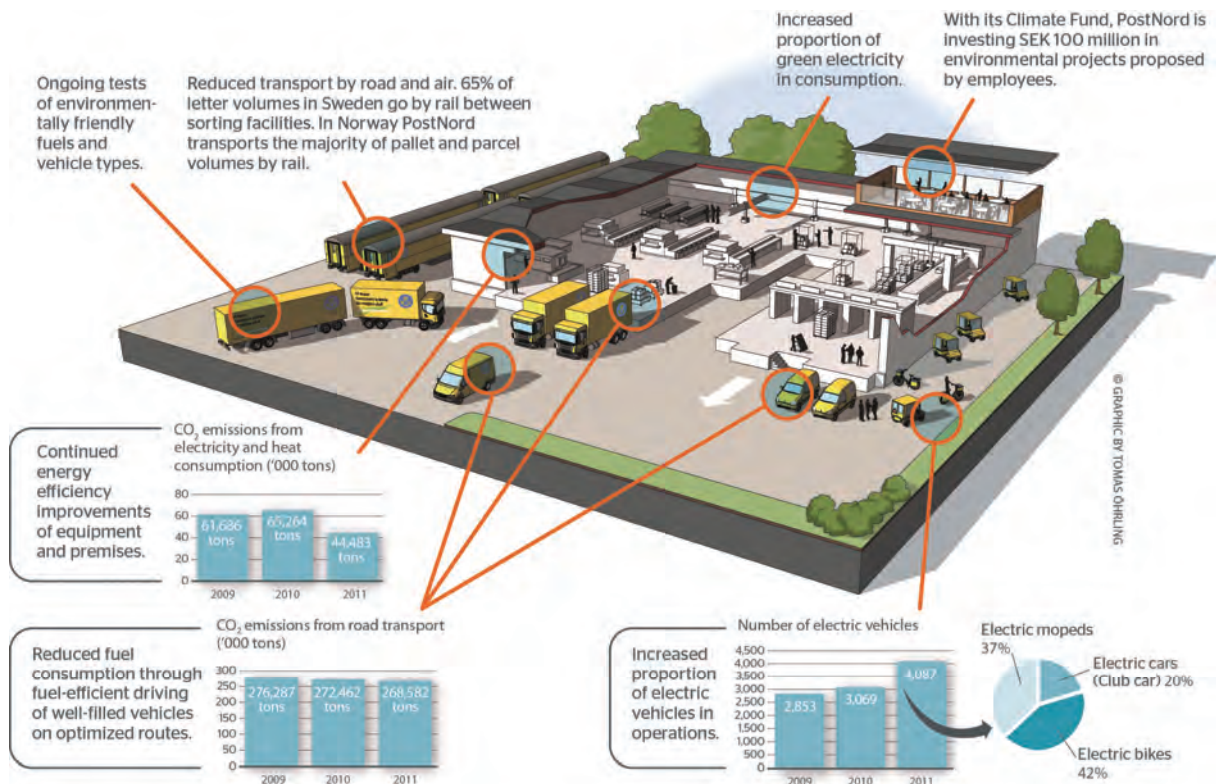 Ongoing tests
of environmen-
tally friendly
fuels and
vehicle types.
Reduced transport by road and air. 65% of
letter volumes in Sweden go by rail between
sorting facilities. In Norway PostNord
transports the majority of pallet and parcel
volumes by rail.
Increased
proportion of
green electricity
in consumption.
With its Climate Fund, PostNord is
investing SEK 100 million in
environmental projects proposed
by employees.
© GRAPHIC BY TOMAS ÖHRLING
Continued
energy
efficiency
improvements
of equipment
and premises.
CO₂ emissions from
electricity and heat
consumption ('000 tons)
80
60
40
20
0
61,686
tons
65,264
tons
44,483
tons
2009
2010
2011
Reduced fuel
consumption through
fuel-efficient driving
of well-filled vehicles
on optimized routes.
CO₂ emissions from road transport
('000 tons)
300
250
200
150
100
50
0
276,287
tons
272,462
tons
268,582
tons
2009
2010
2011
Increased
proportion
of electric
vehicles in
operations.
Number of electric vehicles
4,500
4,000
3,500
3,000
2,500
2,000
1,500
1,000
500
0
2,853
3,069
4,087
2009
2010
2011
Electric mopeds
37%
Electric cars
(Club car) 20%
Electric bikes
42%